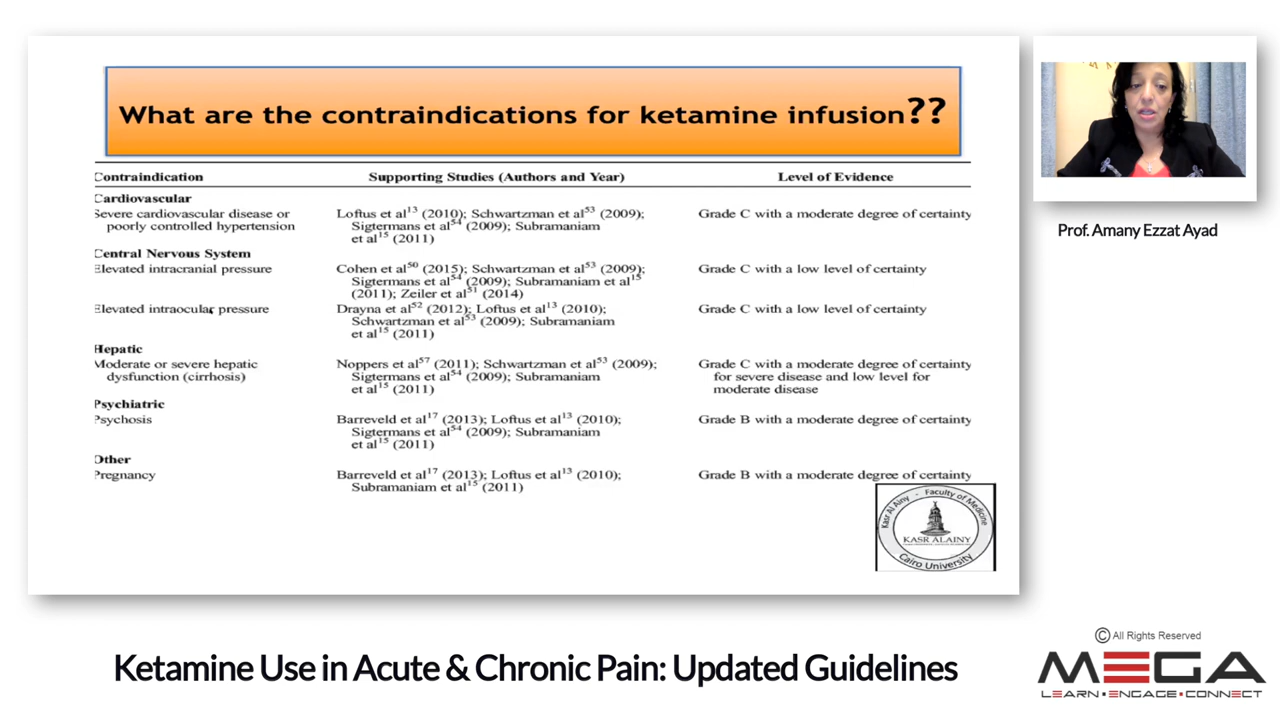 What are the contraindications for ketamine infusion??
Contraindication Supporting Studies (Authors and Year) Level of Evidence
Cardiovascular
Severe cardiovascular disease or Loftus et al13 (2010); Schwartzman et al53 (2009); Grade C with a moderate degree of certainty
poorly controlled hypertension Sigtermans et al54 (2009); Subramaniam
et al15 (2011)
Central Nervous System
Elevated intracranial pressure Cohen et al50 (2015); Schwartzman et al53 (2009); Grade C with a low level of certainty
Sigtermans et al54 (2009); Subramaniam et al15
(2011); Zeiler et al51 (2014)
Elevated intraocular pressure Drayna et al52 (2012); Loftus et al13 (2010); Grade C with a low level of certainty
Schwartzman et al53 (2009); Subramaniam
et al15 (2011)
Hepatic
Moderate or severe hepatic Noppers et al57 (2011); Schwartzman et al53 (2009); Grade C with a moderate degree of certainty
dysfunction (cirrhosis) Sigtermans et al54 (2009); Subramaniam for severe disease and low level for
et al15 (2011) moderate disease
Psychiatric
Psychosis Barreveld et al17 (2013); Loftus et al13 (2010); Grade B with a moderate degree of certainty
Sigtermans et al54 (2009); Subramaniam
et al15 (2011)
Other
Pregnancy Barreveld et al17 (2013); Loftus et al13 (2010); Grade B with a moderate degree of certainty
Subramaniam et al15 (2011)
Kasr Al Ainy - Faculty of Medicine
KASR ALAINY
Cairo University
Prof. Amany Ezzat Ayad
Ketamine Use in Acute & Chronic Pain: Updated Guidelines
© All Rights Reserved
MEGA
LEARN ▪ ENGAGE ▪ CONNECT